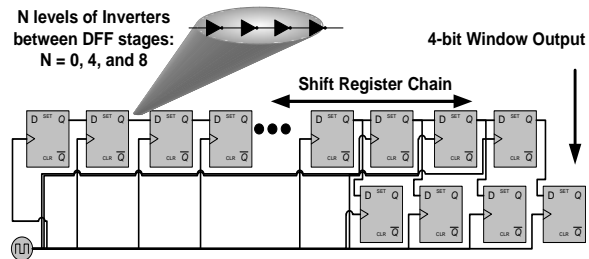 N levels of Inverters
between DFF stages:
N = 0, 4, and 8
4-bit Window Output
Shift Register Chain
D SET Q
CLR Q̅
D SET Q
CLR Q̅
D SET Q
CLR Q̅
D SET Q
CLR Q̅
D SET Q
CLR Q̅
D SET Q
CLR Q̅
D SET Q
CLR Q̅
D SET Q
CLR Q̅
D SET Q
CLR Q̅
D SET Q
CLR Q̅
D SET Q
CLR Q̅
D SET Q
CLR Q̅